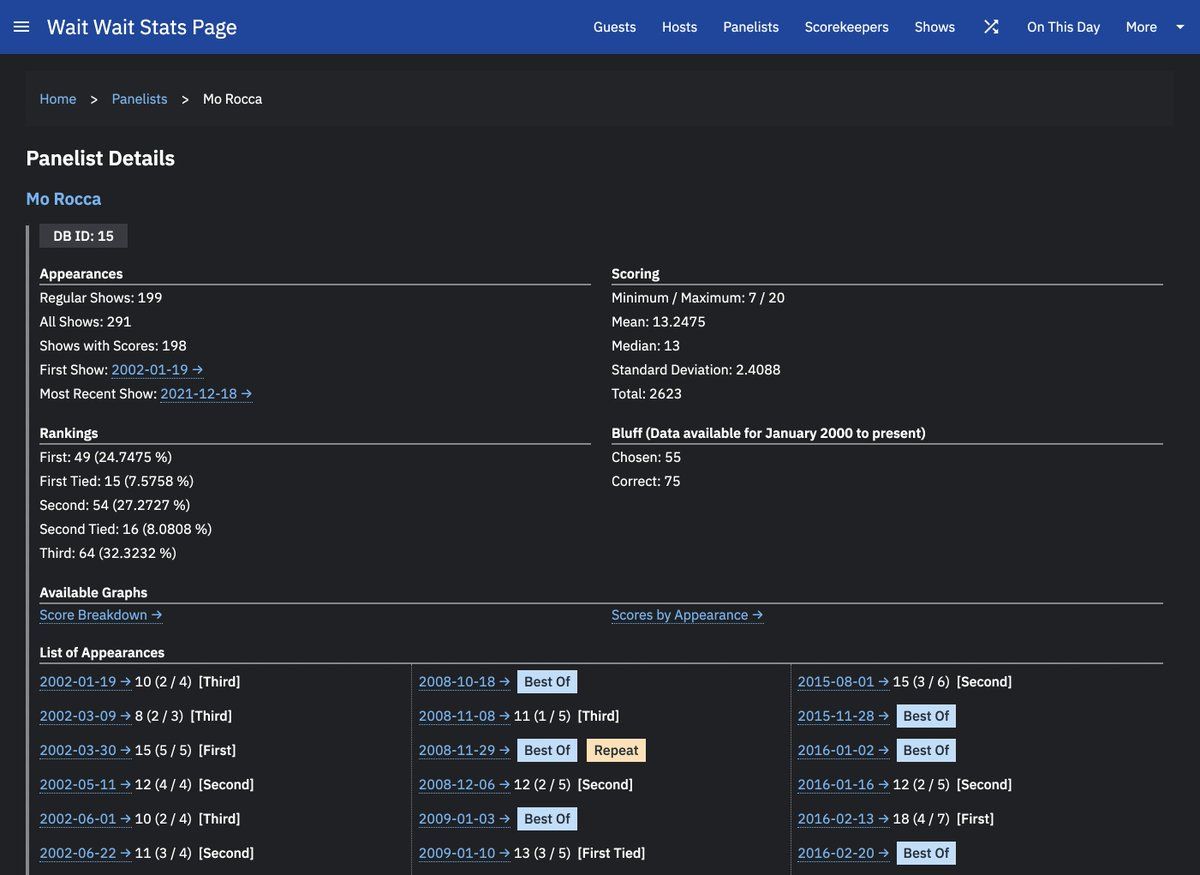 Wait Wait Stats Page
Guests Hosts Panelists Scorekeepers Shows On This Day More
Home > Panelists > Mo Rocca
Panelist Details
Mo Rocca
DB ID: 15
Appearances
Regular Shows: 199
All Shows: 291
Shows with Scores: 198
First Show: 2002-01-19 →
Most Recent Show: 2021-12-18 →
Scoring
Minimum / Maximum: 7 / 20
Mean: 13.2475
Median: 13
Standard Deviation: 2.4088
Total: 2623
Rankings
First: 49 (24.7475 %)
First Tied: 15 (7.5758 %)
Second: 54 (27.2727 %)
Second Tied: 16 (8.0808 %)
Third: 64 (32.3232 %)
Bluff (Data available for January 2000 to present)
Chosen: 55
Correct: 75
Available Graphs
Score Breakdown →
Scores by Appearance →
List of Appearances
2002-01-19 → 10 (2 / 4) [Third]
2002-03-09 → 8 (2 / 3) [Third]
2002-03-30 → 15 (5 / 5) [First]
2002-05-11 → 12 (4 / 4) [Second]
2002-06-01 → 10 (2 / 4) [Third]
2002-06-22 → 11 (3 / 4) [Second]
2008-10-18 → Best Of
2008-11-08 → 11 (1 / 5) [Third]
2008-11-29 → Best Of Repeat
2008-12-06 → 12 (2 / 5) [Second]
2009-01-03 → Best Of
2009-01-10 → 13 (3 / 5) [First Tied]
2015-08-01 → 15 (3 / 6) [Second]
2015-11-28 → Best Of
2016-01-02 → Best Of
2016-01-16 → 12 (2 / 5) [Second]
2016-02-13 → 18 (4 / 7) [First]
2016-02-20 → Best Of